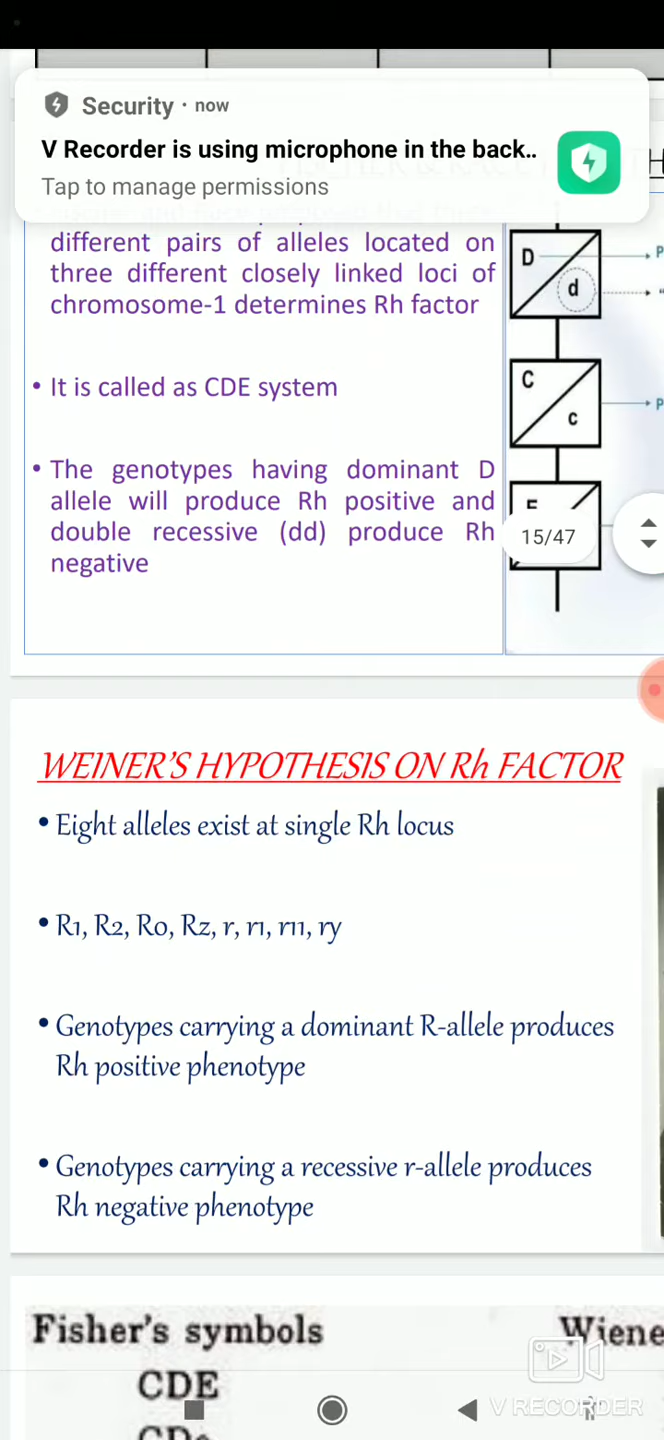 Security · now
V Recorder is using microphone in the back..
Tap to manage permissions
different pairs of alleles located on
three different closely linked loci of
chromosome-1 determines Rh factor
• It is called as CDE system
• The genotypes having dominant D
allele will produce Rh positive and
double recessive (dd) produce Rh
negative
D
d
P
C
c
P
15/47
WEINER'S HYPOTHESIS ON Rh FACTOR
• Eight alleles exist at single Rh locus
• R1, R2, R0, Rz, r, r1, r11, ry
• Genotypes carrying a dominant R-allele produces
Rh positive phenotype
• Genotypes carrying a recessive r-allele produces
Rh negative phenotype
Fisher's symbols
Wiene
CDE
V RECORDER